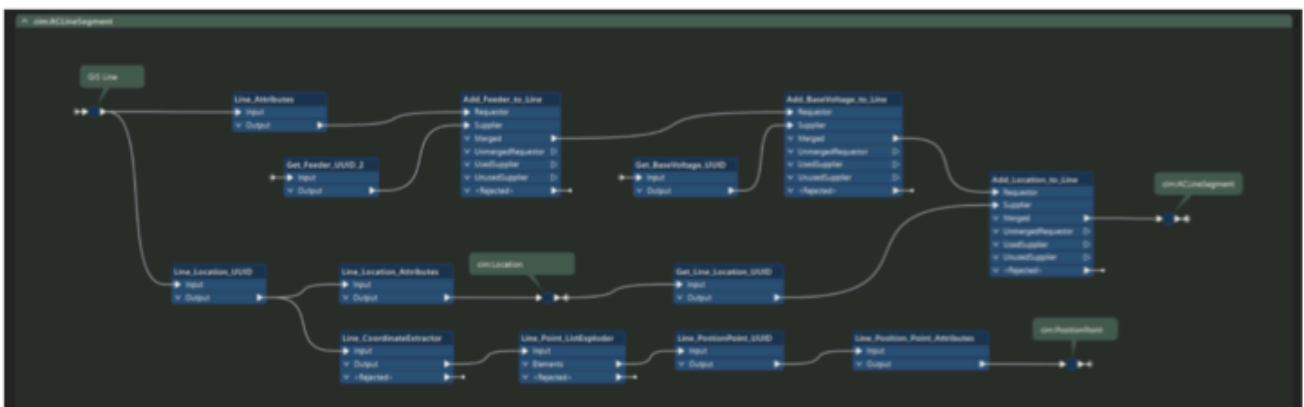 cim:ACLineSegment
GIS Line
Line_Attributes
Input
Output
Add_Feeder_to_Line
Requestor
Supplier
Merged
UnmergedRequestor
UsedSupplier
UnusedSupplier
<Rejected>
Get_Feeder_UUID_2
Input
Output
Add_BaseVoltage_to_Line
Requestor
Supplier
Merged
UnmergedRequestor
UsedSupplier
UnusedSupplier
<Rejected>
Get_BaseVoltage_UUID
Input
Output
Add_Location_to_Line
Requestor
Supplier
Merged
UnmergedRequestor
UsedSupplier
UnusedSupplier
<Rejected>
cim:ACLineSegment
Line_Location_UUID
Input
Output
Line_Location_Attributes
Input
Output
cim:Location
Get_Line_Location_UUID
Input
Output
Line_CoordinateExtractor
Input
Output
<Rejected>
Line_Point_ListExploder
Input
Elements
<Rejected>
Line_PostionPoint_UUID
Input
Output
Line_Position_Point_Attributes
Input
Output
cim:PositionPoint